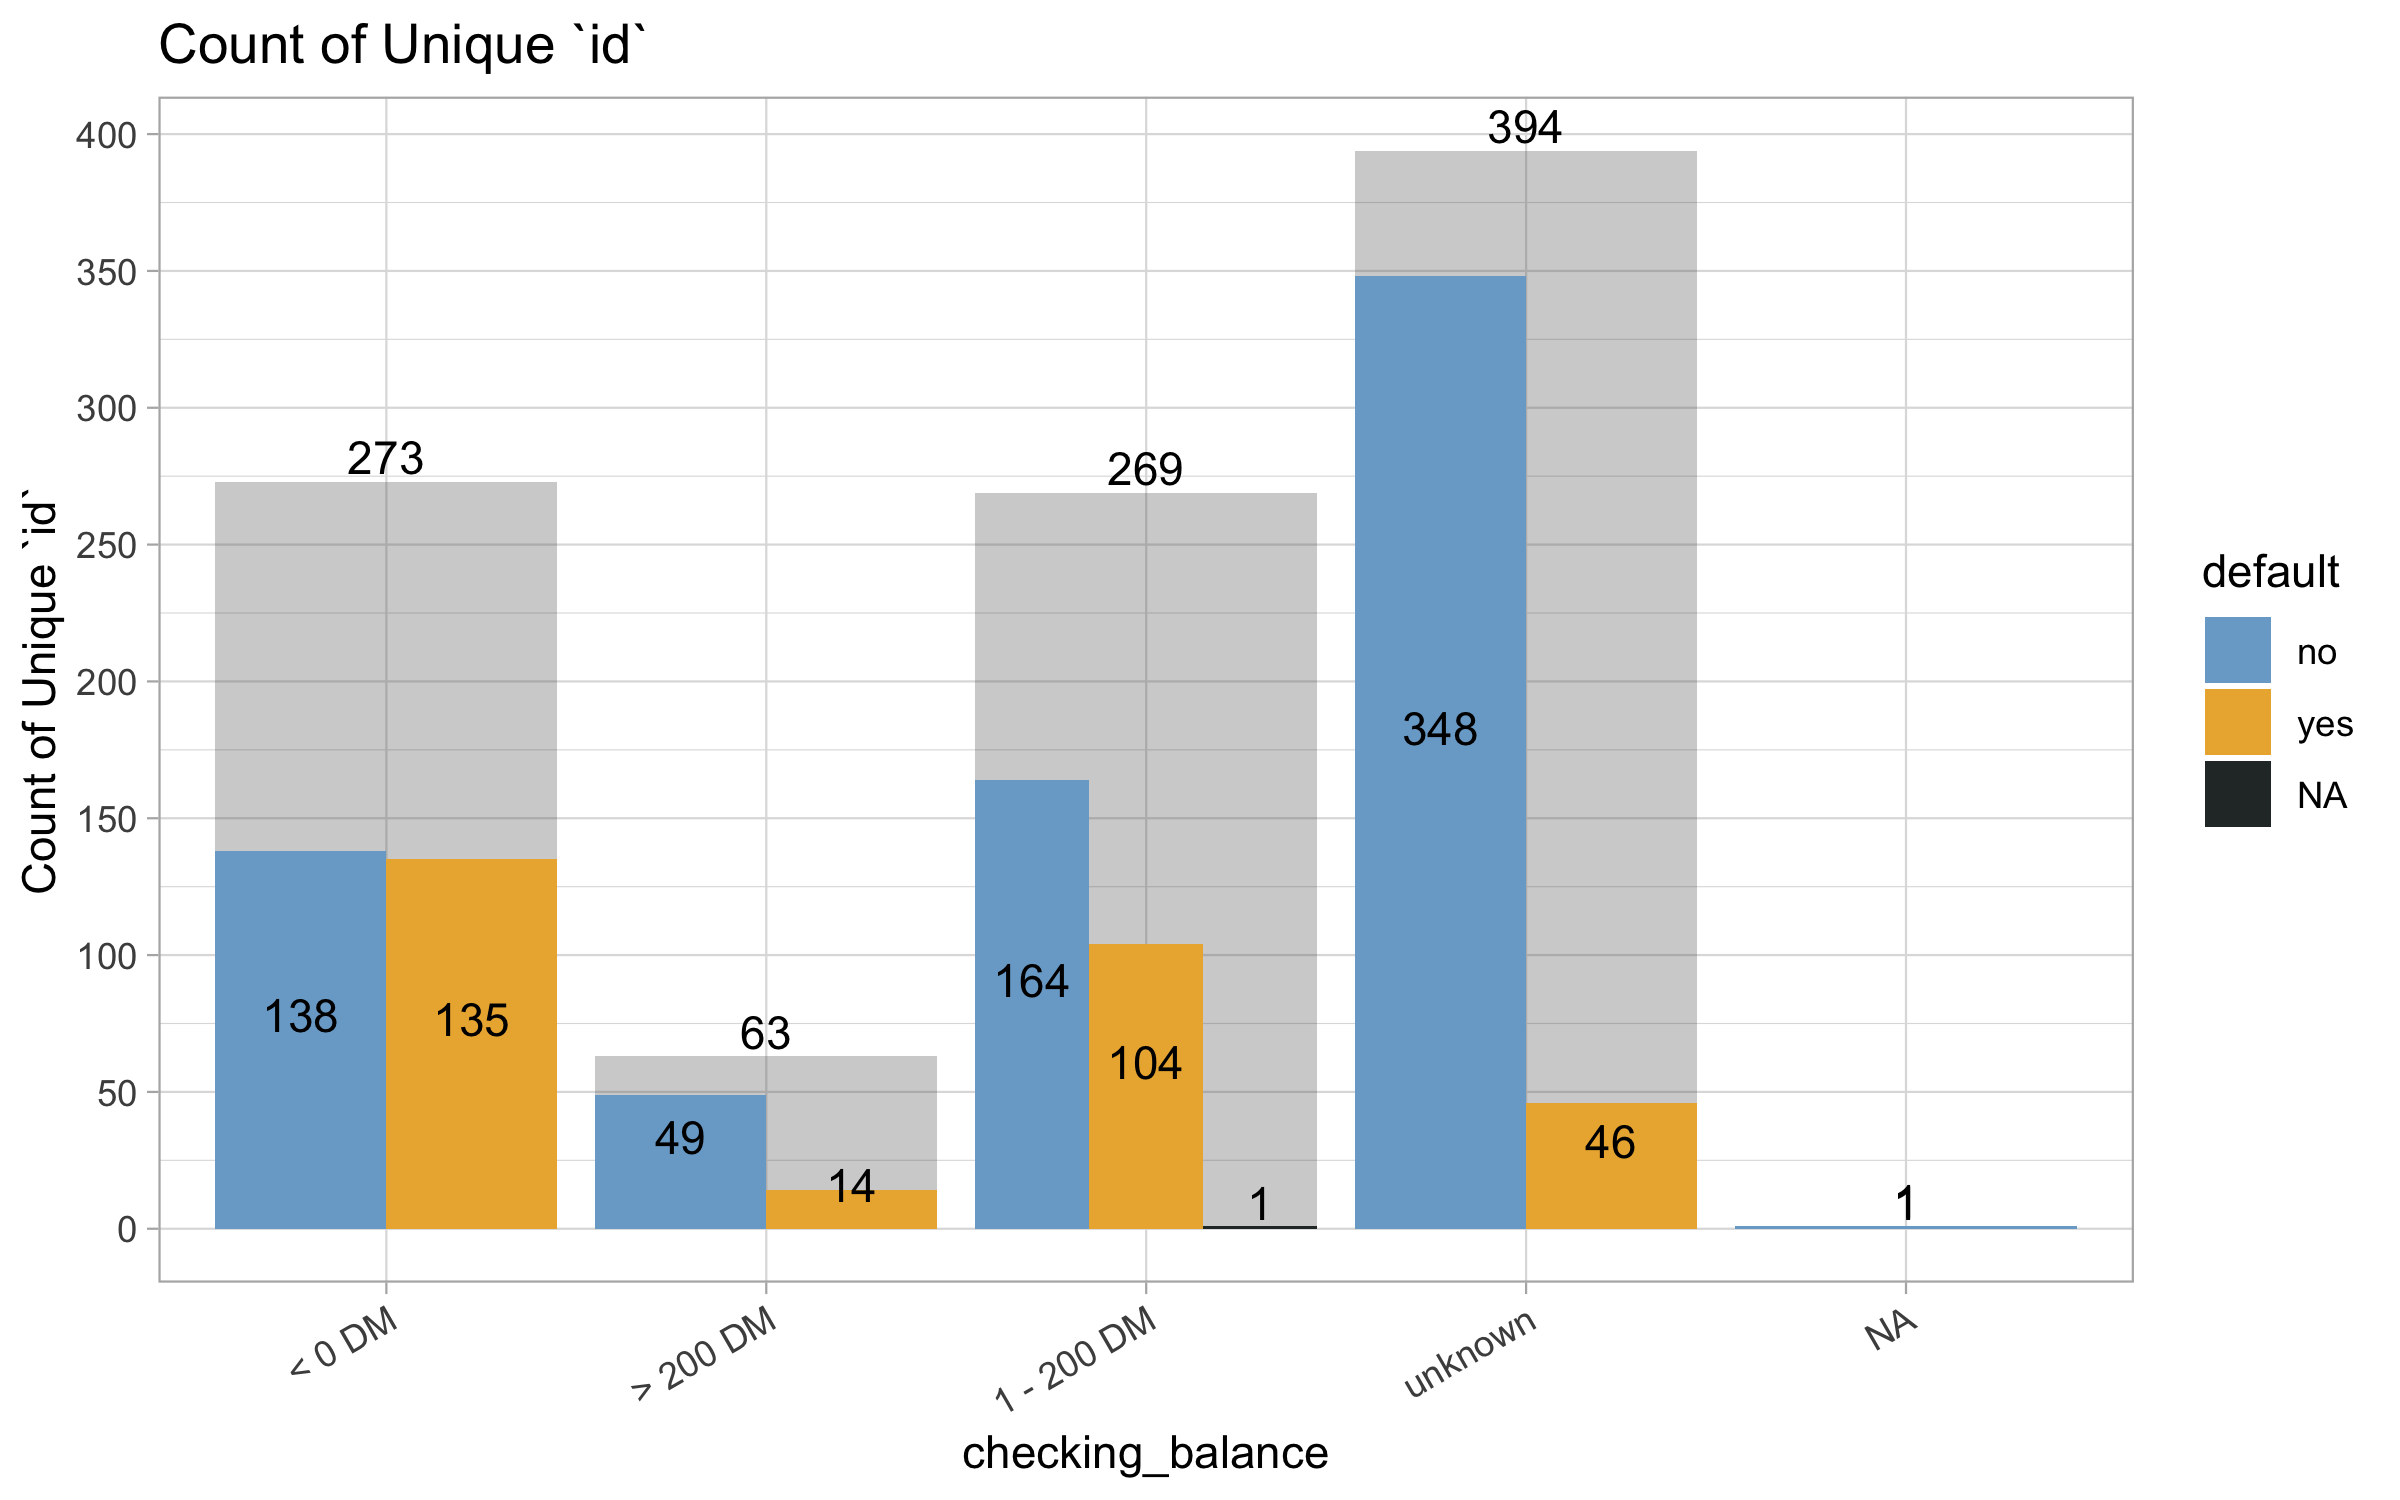 Count of Unique `id`
Count of Unique `id`
400
350
300
250
200
150
100
50
0
273
138
135
63
49
14
269
164
104
1
394
348
46
1
< 0 DM
> 200 DM
1 - 200 DM
unknown
NA
checking_balance
default
no
yes
NA